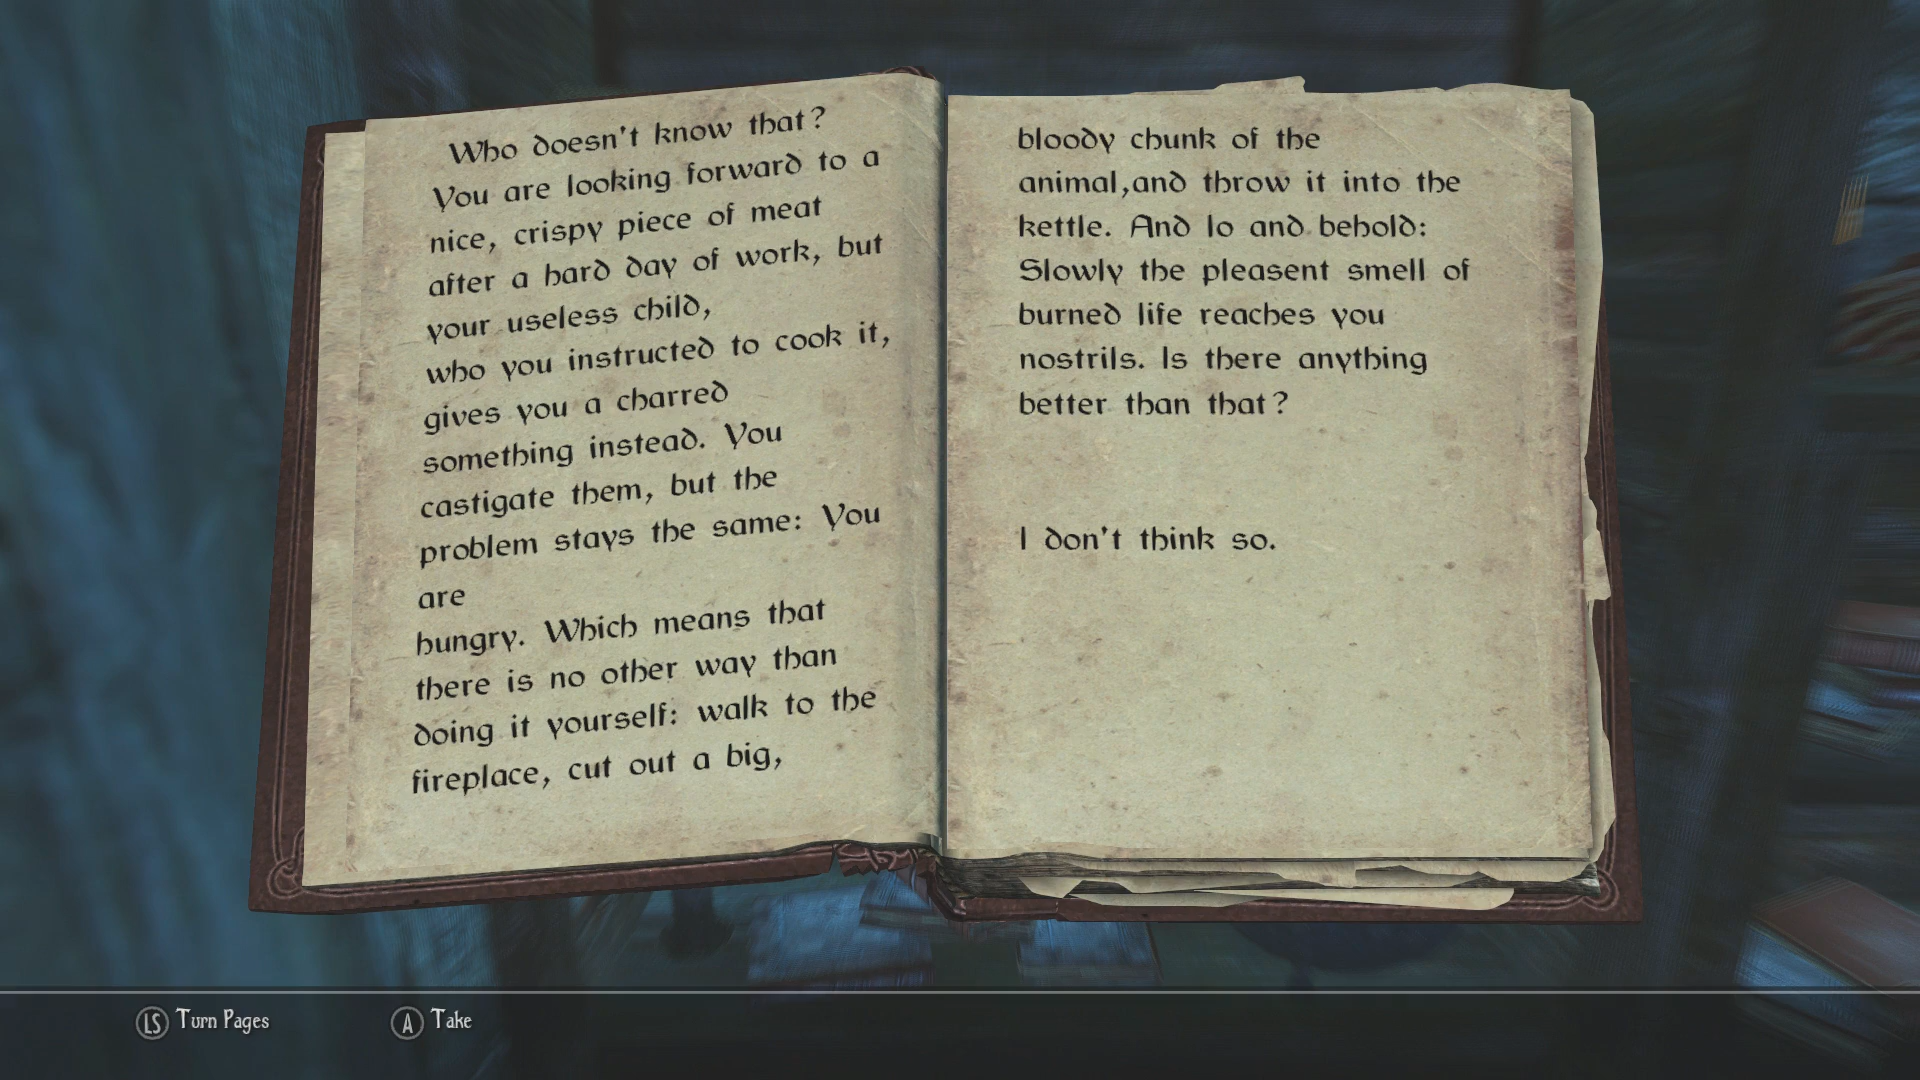 Who doesn't know that?
You are looking forward to a
nice, crispy piece of meat
after a hard day of work, but
your useless child,
who you instructed to cook it,
gives you a charred
something instead. You
castigate them, but the
problem stays the same: You
are
hungry. Which means that
there is no other way than
doing it yourself: walk to the
fireplace, cut out a big,
bloody chunk of the
animal,and throw it into the
kettle. And lo and behold:
Slowly the pleasent smell of
burned life reaches you
nostrils. Is there anything
better than that?
I don't think so.
LS Turn Pages
A Take